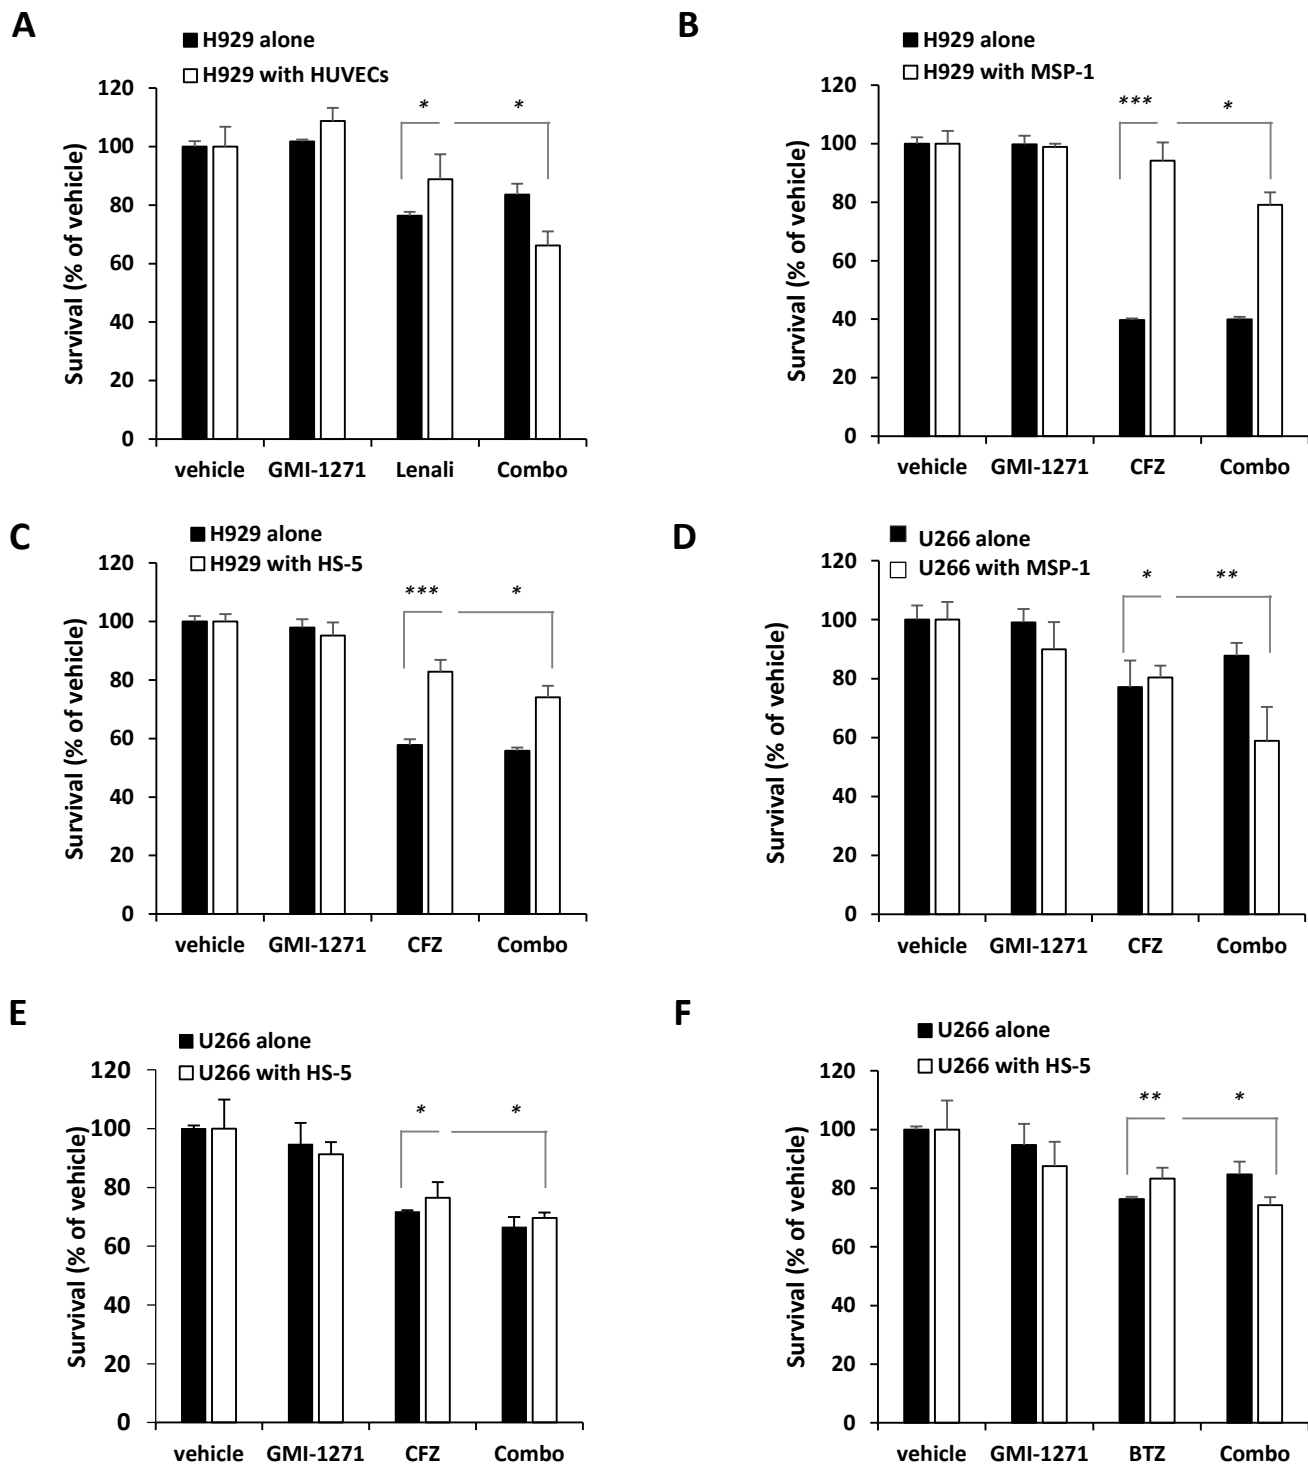 A
H929 alone
H929 with HUVECs
Survival (% of vehicle)
120
100
80
60
40
20
0
* *
vehicle GMI-1271 Lenali Combo
B
H929 alone
H929 with MSP-1
Survival (% of vehicle)
120
100
80
60
40
20
0
*** *
vehicle GMI-1271 CFZ Combo
C
H929 alone
H929 with HS-5
Survival (% of vehicle)
120
100
80
60
40
20
0
*** *
vehicle GMI-1271 CFZ Combo
D
U266 alone
U266 with MSP-1
Survival (% of vehicle)
120
100
80
60
40
20
0
* **
vehicle GMI-1271 CFZ Combo
E
U266 alone
U266 with HS-5
Survival (% of vehicle)
120
100
80
60
40
20
0
* *
vehicle GMI-1271 CFZ Combo
F
U266 alone
U266 with HS-5
Survival (% of vehicle)
120
100
80
60
40
20
0
** *
vehicle GMI-1271 BTZ Combo